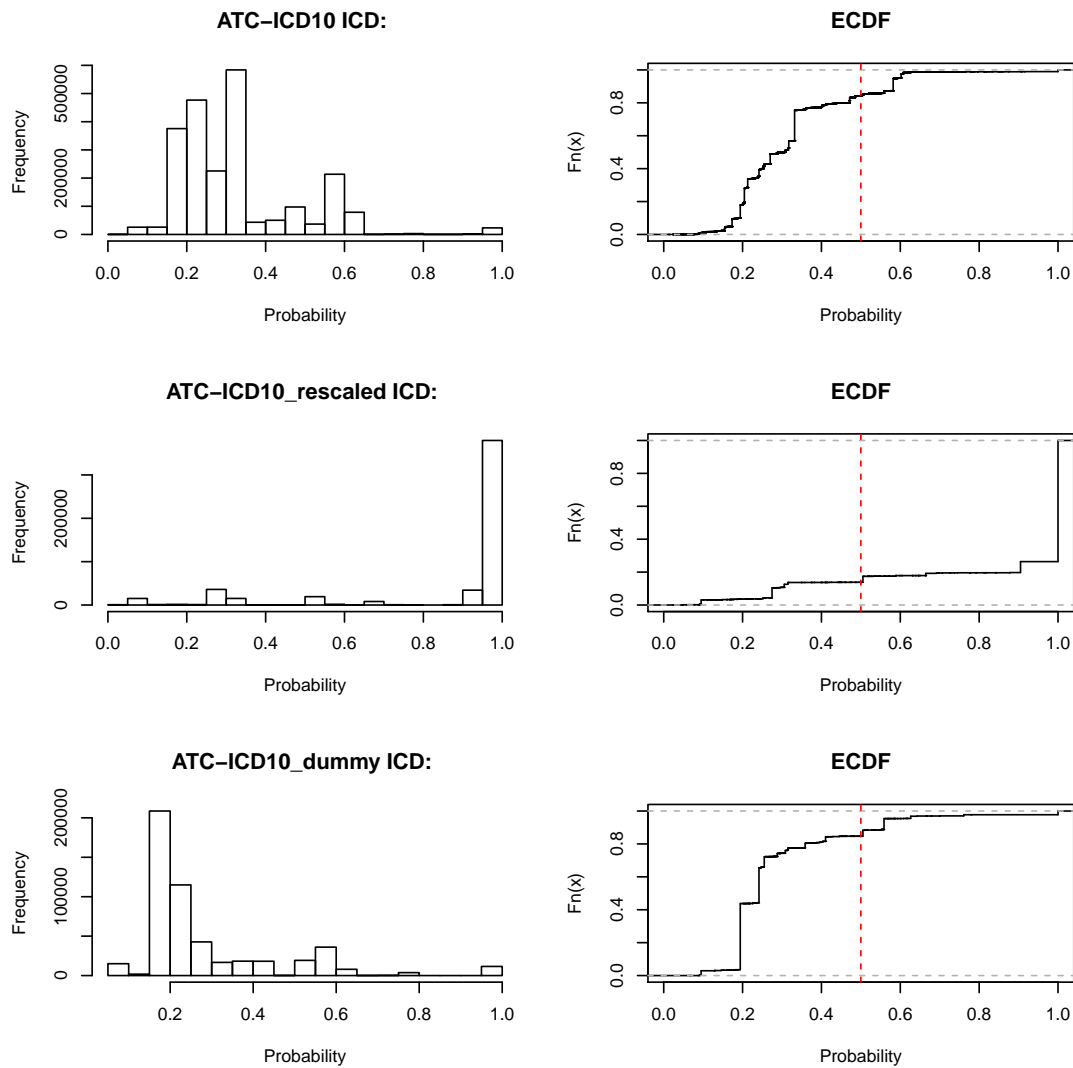 ATC−ICD10 ICD:
Frequency
0 200000 500000
0.0 0.2 0.4 0.6 0.8 1.0
Probability
ECDF
Fn(x)
0.0 0.4 0.8
0.0 0.2 0.4 0.6 0.8 1.0
Probability
ATC−ICD10_rescaled ICD:
Frequency
0 200000
0.0 0.2 0.4 0.6 0.8 1.0
Probability
ECDF
Fn(x)
0.0 0.4 0.8
0.0 0.2 0.4 0.6 0.8 1.0
Probability
ATC−ICD10_dummy ICD:
Frequency
0 100000 200000
0.2 0.4 0.6 0.8 1.0
Probability
ECDF
Fn(x)
0.0 0.4 0.8
0.0 0.2 0.4 0.6 0.8 1.0
Probability